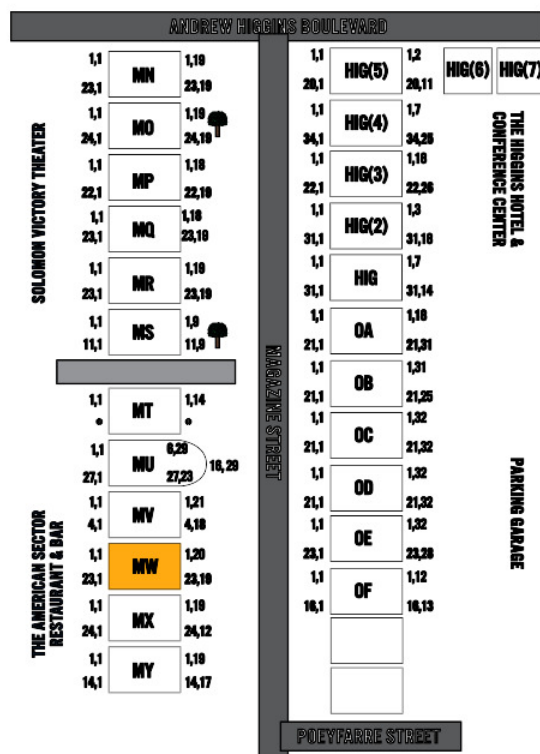 ANDREW HIGGINS BOULEVARD
SOLOMON VICTORY THEATER
1,1 MN 1,19
23,1 23,19
1,1 MO 1,19
24,1 24,19
1,1 MP 1,18
22,1 22,19
1,1 MQ 1,18
23,1 23,19
1,1 MR 1,19
23,1 23,19
1,1 MS 1,9
11,1 11,9
THE AMERICAN SECTOR
RESTAURANT & BAR
1,1 MT 1,14
1,1 MU 6,29
27,1 27,23 16,29
1,1 MV 1,21
4,1 4,18
1,1 MW 1,20
23,1 23,19
1,1 MX 1,19
24,1 24,12
1,1 MY 1,19
14,1 14,17
MAGAZINE STREET
1,1 HIG(5) 1,2 HIG(6) HIG(7)
20,1 20,11
1,1 HIG(4) 1,7
34,1 34,25
1,1 HIG(3) 1,18
22,1 22,26
1,1 HIG(2) 1,3
31,1 31,16
1,1 HIG 1,7
31,1 31,14
1,1 OA 1,18
21,1 21,31
1,1 OB 1,31
21,1 21,25
1,1 OC 1,32
21,1 21,32
1,1 OD 1,32
21,1 21,32
1,1 OE 1,32
23,1 23,28
1,1 OF 1,12
16,1 16,13
THE HIGGINS HOTEL &
CONFERENCE CENTER
PARKING GARAGE
POEYFARRE STREET